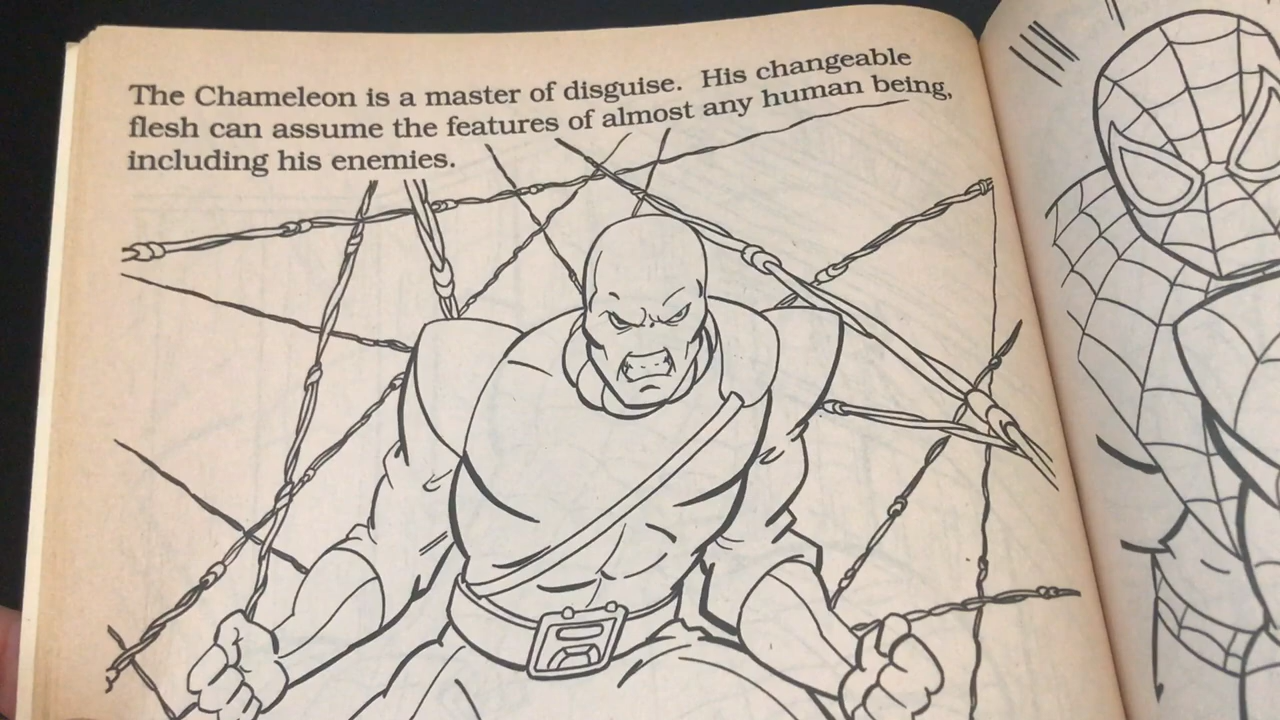 The Chameleon is a master of disguise. His changeable
flesh can assume the features of almost any human being,
including his enemies.